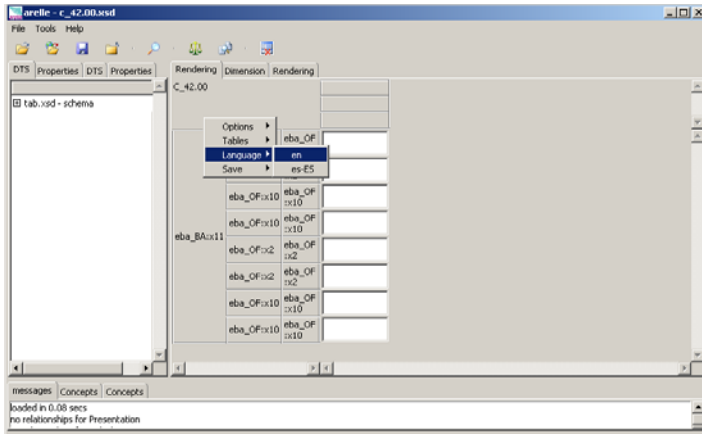 arelle - c_42.00.xsd
File Tools Help
DTS Properties DTS Properties
Rendering Dimension Rendering
C_42.00
tab.xsd - schema
Options
Tables
Language
Save
en
es-ES
eba_OF
eba_BA:x11
eba_OF:x10 eba_OF:x10
eba_OF:x10 eba_OF:x10
eba_OF:x2 eba_OF:x2
eba_OF:x2 eba_OF:x2
eba_OF:x10 eba_OF:x10
eba_OF:x10 eba_OF:x10
messages Concepts Concepts
loaded in 0.08 secs
no relationships for Presentation